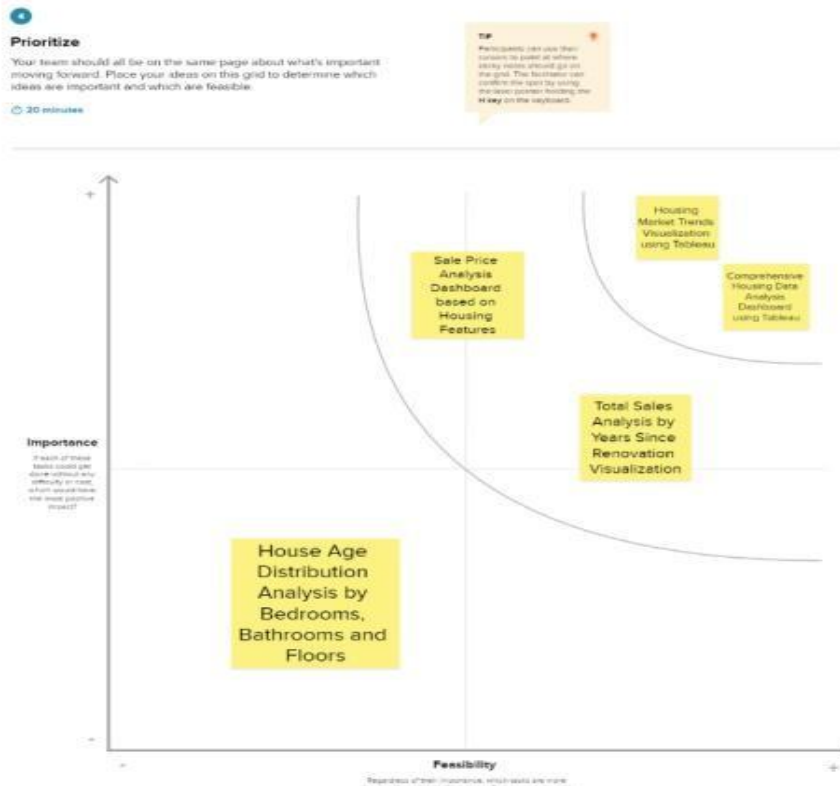 4
Prioritize
Your team should all be on the same page about what's important
moving forward. Place your ideas on this grid to determine which
ideas are important and which are feasible.
20 minutes
TIP
Participants can use their
cursors to point at where
sticky notes should go on
the grid. The facilitator can
confirm the spot by using
the laser pointer holding the
H key on the keyboard.
+
Housing
Market Trends
Visualization
using Tableau
Sale Price
Analysis
Dashboard
based on
Housing
Features
Comprehensive
Housing Data
Analysis
Dashboard
using Tableau
Total Sales
Analysis by
Years Since
Renovation
Visualization
Importance
If each of these
tasks could get
done without any
difficulty or cost,
which would have
the most positive
impact?
House Age
Distribution
Analysis by
Bedrooms,
Bathrooms and
Floors
-
-
Feasibility
+
Regardless of their importance, which tasks are more